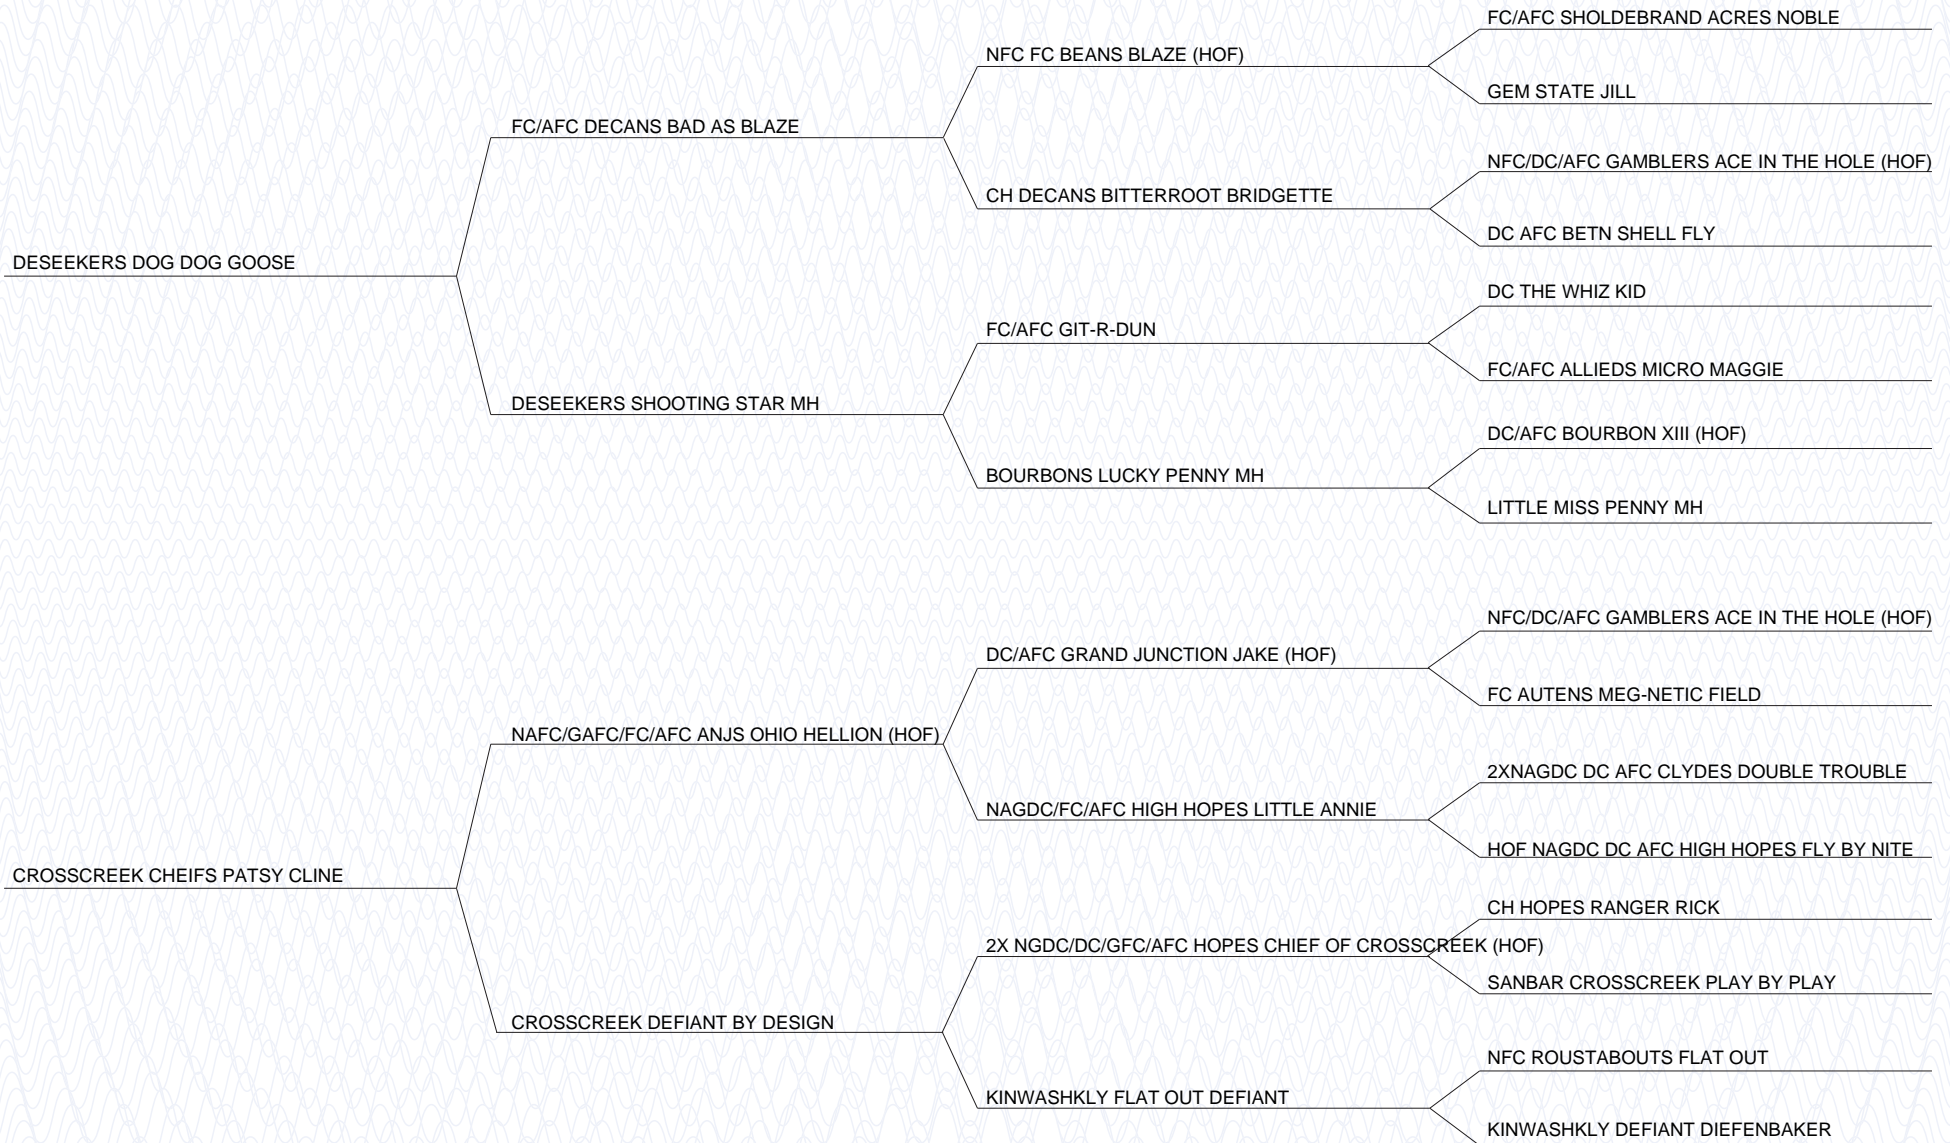 FC/AFC SHOLDEBRAND ACRES NOBLE
NFC FC BEANS BLAZE (HOF)
GEM STATE JILL
FC/AFC DECANS BAD AS BLAZE
NFC/DC/AFC GAMBLERS ACE IN THE HOLE (HOF)
CH DECANS BITTERROOT BRIDGETTE
DC AFC BETN SHELL FLY
DESEEKERS DOG DOG GOOSE
DC THE WHIZ KID
FC/AFC GIT-R-DUN
FC/AFC ALLIEDS MICRO MAGGIE
DESEEKERS SHOOTING STAR MH
DC/AFC BOURBON XIII (HOF)
BOURBONS LUCKY PENNY MH
LITTLE MISS PENNY MH
NFC/DC/AFC GAMBLERS ACE IN THE HOLE (HOF)
DC/AFC GRAND JUNCTION JAKE (HOF)
FC AUTENS MEG-NETIC FIELD
NAFC/GAFC/FC/AFC ANJS OHIO HELLION (HOF)
2XNAGDC DC AFC CLYDES DOUBLE TROUBLE
NAGDC/FC/AFC HIGH HOPES LITTLE ANNIE
HOF NAGDC DC AFC HIGH HOPES FLY BY NITE
CROSSCREEK CHEIFS PATSY CLINE
CH HOPES RANGER RICK
2X NGDC/DC/GFC/AFC HOPES CHIEF OF CROSSCREEK (HOF)
SANBAR CROSSCREEK PLAY BY PLAY
CROSSCREEK DEFIANT BY DESIGN
NFC ROUSTABOUTS FLAT OUT
KINWASHKLY FLAT OUT DEFIANT
KINWASHKLY DEFIANT DIEFENBAKER